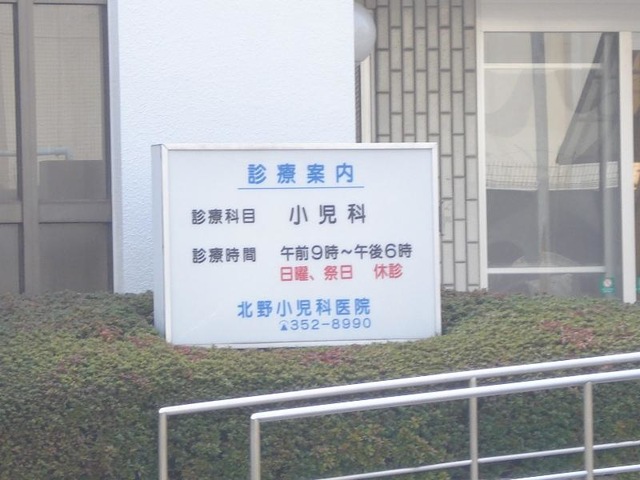 診療案内
診療科目 小児科
診療時間 午前9時～午後6時
日曜、祭日 休診
北野小児科医院
☎352-8990